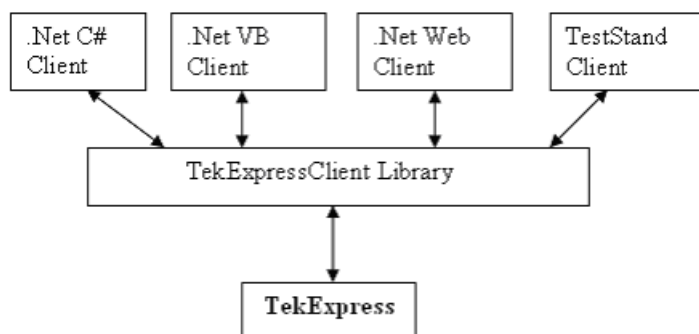 .Net C#
Client
.Net VB
Client
.Net Web
Client
TestStand
Client
TekExpressClient Library
TekExpress